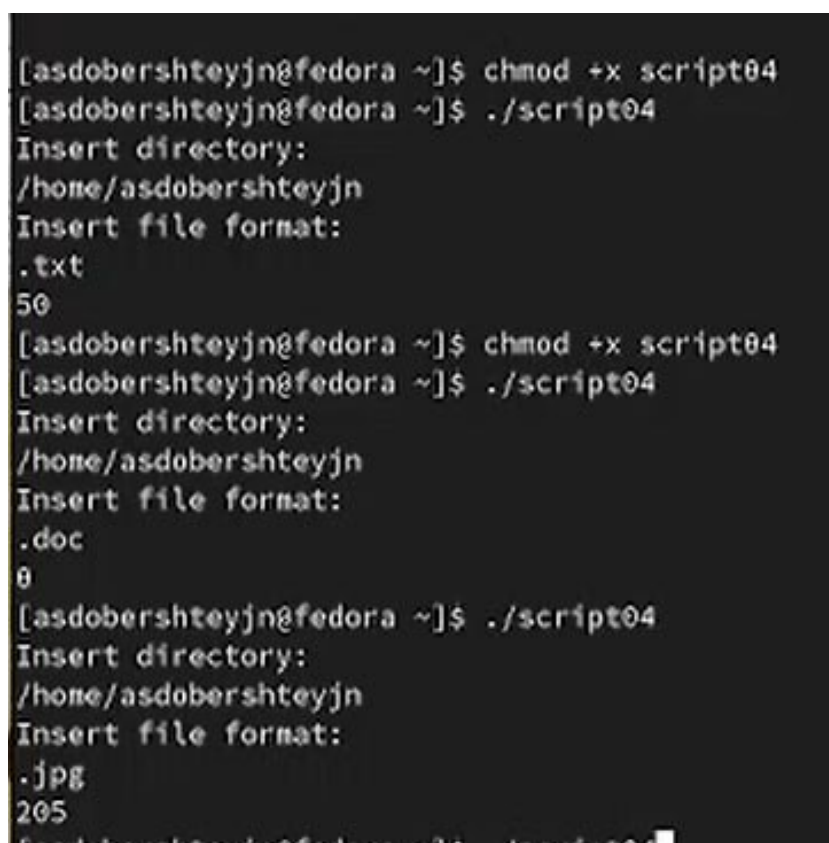 [asdobershteyjn@fedora ~]$ chmod +x script04
[asdobershteyjn@fedora ~]$ ./script04
Insert directory:
/home/asdobershteyjn
Insert file format:
.txt
50
[asdobershteyjn@fedora ~]$ chmod +x script04
[asdobershteyjn@fedora ~]$ ./script04
Insert directory:
/home/asdobershteyjn
Insert file format:
.doc
0
[asdobershteyjn@fedora ~]$ ./script04
Insert directory:
/home/asdobershteyjn
Insert file format:
.jpg
205